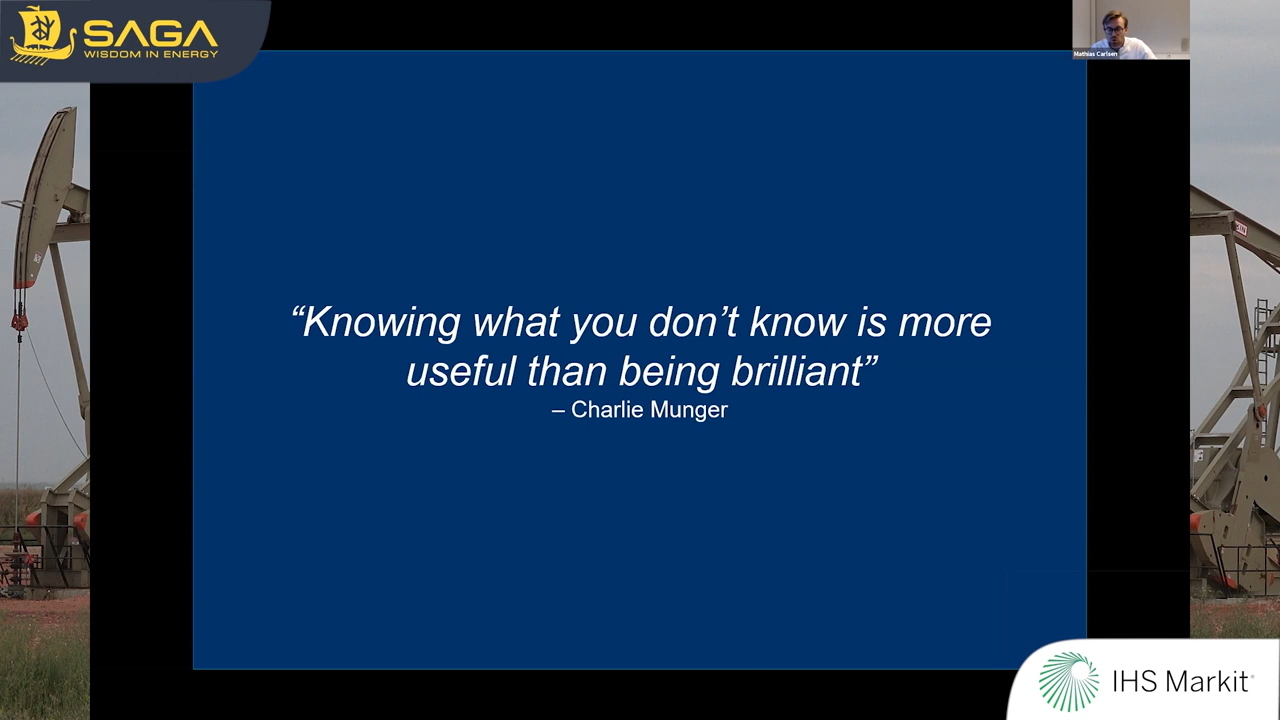 SAGA
WISDOM IN ENERGY
Mathias Carlsen
“Knowing what you don’t know is more
useful than being brilliant”
– Charlie Munger
IHS Markit®